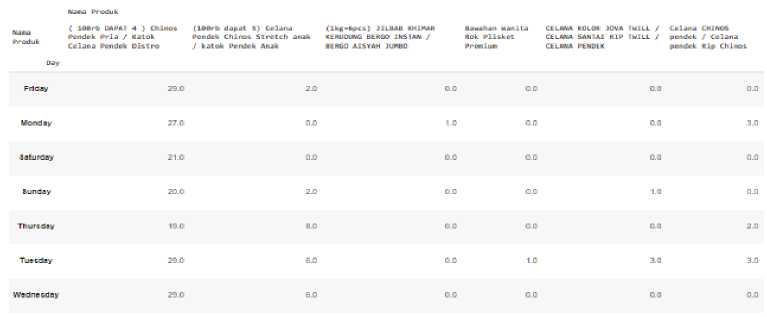 Nama Produk
Nama Produk ( 100rb DAPAT 4 ) Chinos Pendek Pria / Katok Celana Pendek Distro (100rb dapat 5) Celana Pendek Chinos Stretch anak / katok Pendek Anak (1kg=6pcs) JILBAB KHIMAR KERUDUNG BERGO INSTAN / BERGO AISYAH JUMBO Bawahan wanita Rok Plisket Premium CELANA KOLOR JOVA TWILL / CELANA SANTAI RIP TWILL / CELANA PENDEK Celana CHINOS pendek / Celana pendek Rip Chinos
Day
Friday 29.0 2.0 0.0 0.0 0.0 0.0
Monday 27.0 0.0 1.0 0.0 0.0 3.0
Saturday 21.0 0.0 0.0 0.0 0.0 0.0
Sunday 20.0 2.0 0.0 0.0 1.0 0.0
Thursday 19.0 8.0 0.0 0.0 0.0 2.0
Tuesday 29.0 6.0 0.0 1.0 3.0 3.0
Wednesday 29.0 6.0 0.0 0.0 0.0 0.0